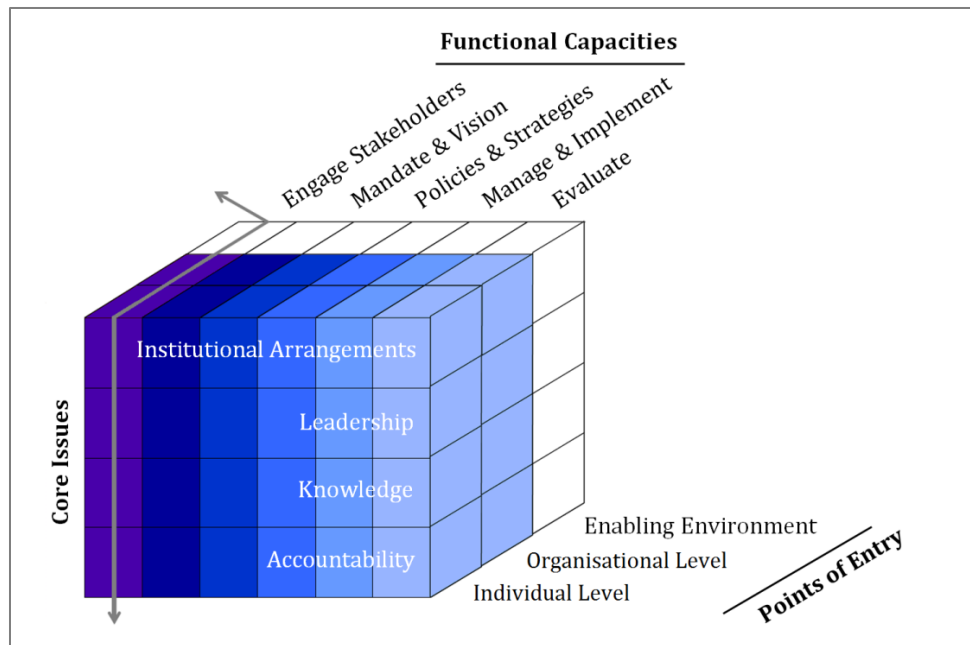 Functional Capacities
Engage Stakeholders
Mandate & Vision
Policies & Strategies
Manage & Implement
Evaluate
Core Issues
Institutional Arrangements
Leadership
Knowledge
Accountability
Enabling Environment
Organisational Level
Individual Level
Points of Entry